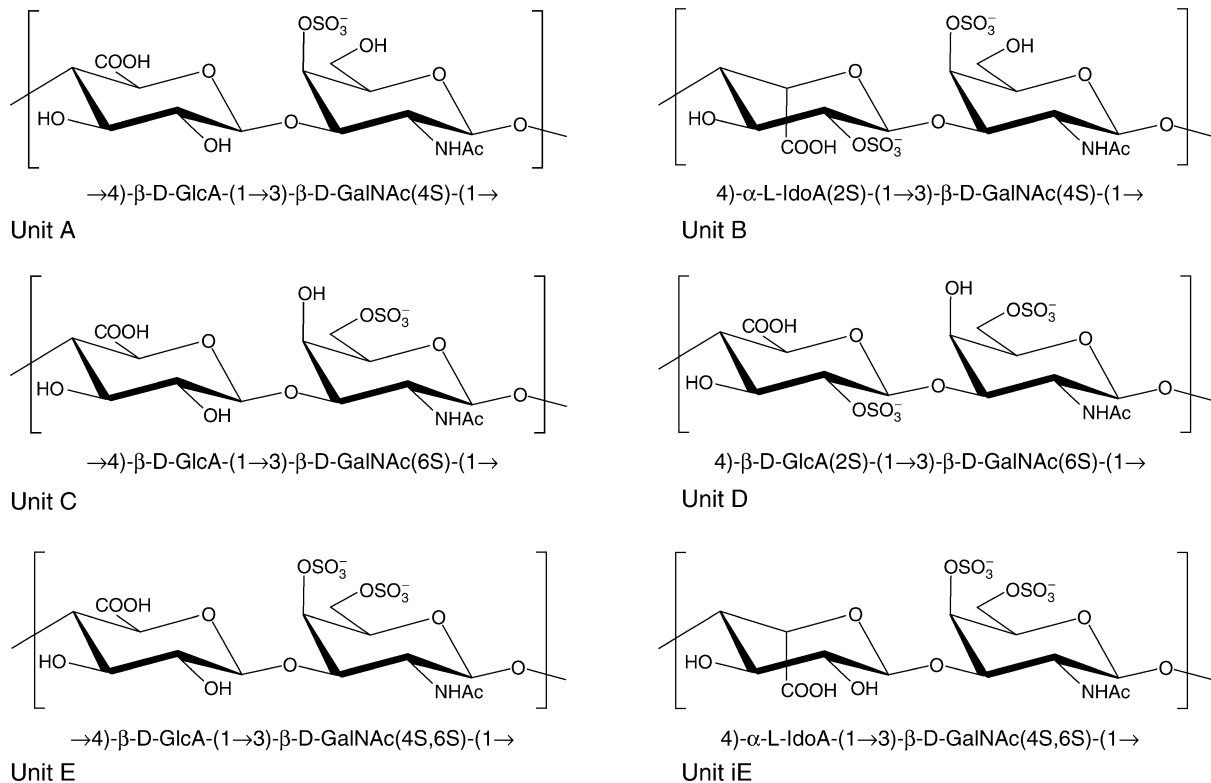 OSO₃⁻
COOH
O
OH
O
HO
OH
O
NHAc
O
→4)-β-D-GlcA-(1→3)-β-D-GalNAc(4S)-(1→
Unit A
OSO₃⁻
OH
O
O
HO
COOH
OSO₃⁻
O
NHAc
O
4)-α-L-IdoA(2S)-(1→3)-β-D-GalNAc(4S)-(1→
Unit B
OH
OSO₃⁻
COOH
O
O
HO
OH
O
NHAc
O
→4)-β-D-GlcA-(1→3)-β-D-GalNAc(6S)-(1→
Unit C
OH
OSO₃⁻
COOH
O
O
HO
OSO₃⁻
O
NHAc
O
4)-β-D-GlcA(2S)-(1→3)-β-D-GalNAc(6S)-(1→
Unit D
OSO₃⁻
OSO₃⁻
COOH
O
O
HO
OH
O
NHAc
O
→4)-β-D-GlcA-(1→3)-β-D-GalNAc(4S,6S)-(1→
Unit E
OSO₃⁻
OSO₃⁻
O
O
HO
COOH
OH
O
NHAc
O
4)-α-L-IdoA-(1→3)-β-D-GalNAc(4S,6S)-(1→
Unit iE